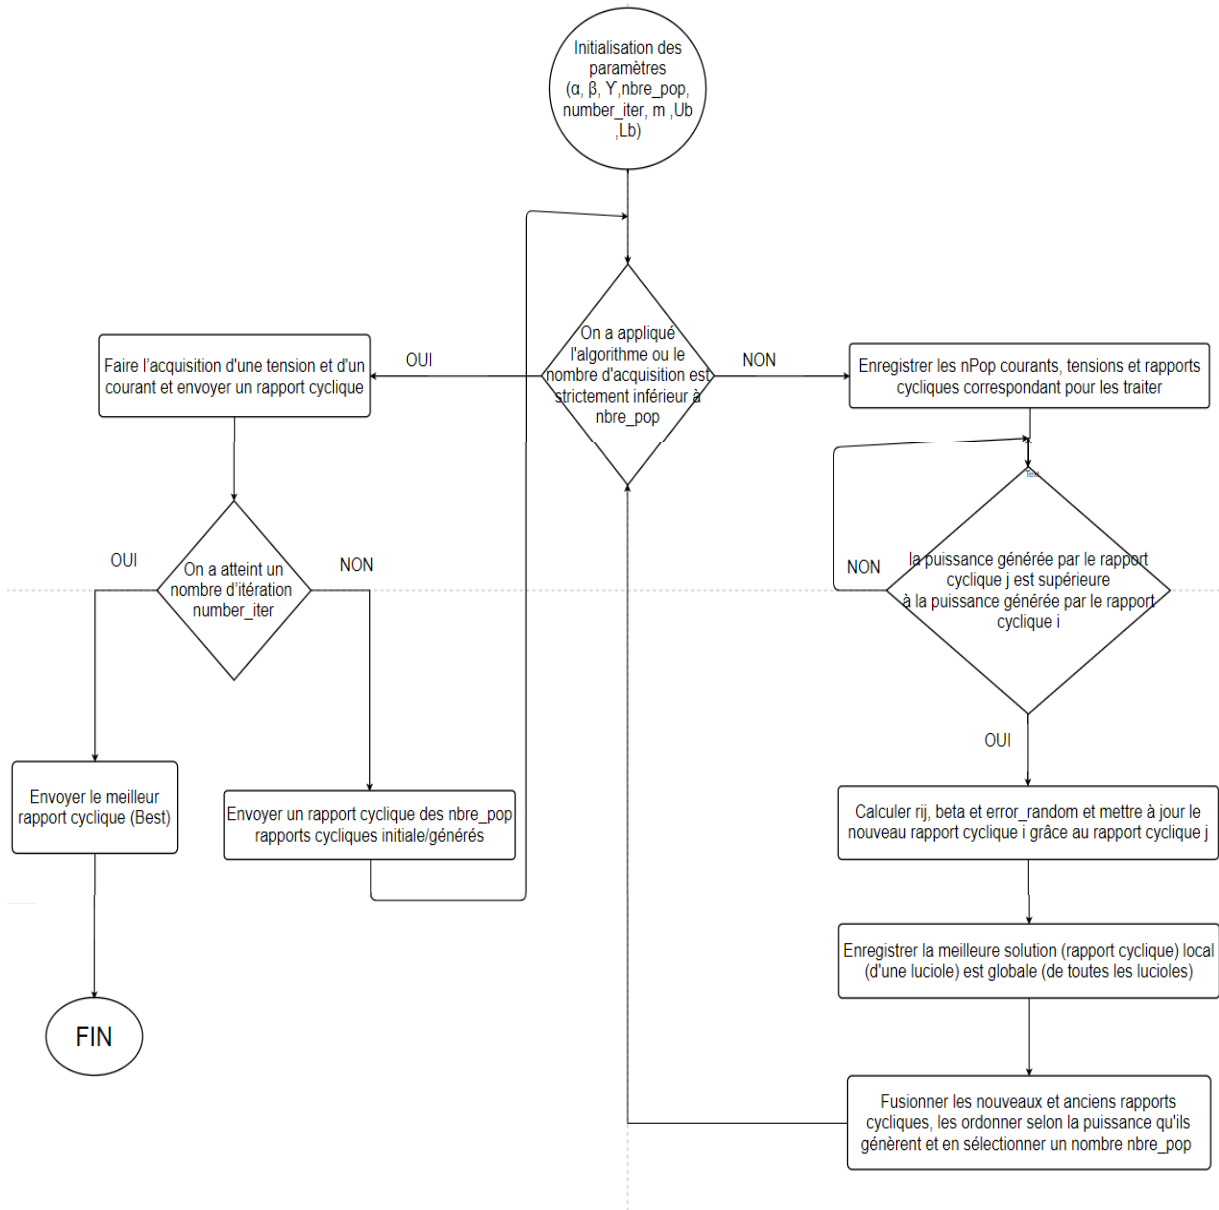 Initialisation des
paramètres
(α, β, ϒ,nbre_pop,
number_iter, m ,Ub
,Lb)
On a appliqué
l'algorithme ou le
nombre d'acquisition est
strictement inférieur à
nbre_pop
OUI
NON
Faire l'acquisition d'une tension et d'un
courant et envoyer un rapport cyclique
Enregistrer les nPop courants, tensions et rapports
cycliques correspondant pour les traiter
Text
On a atteint un
nombre d'itération
number_iter
OUI
NON
la puissance générée par le rapport
cyclique j est supérieure
à la puissance générée par le rapport
cyclique i
NON
OUI
Envoyer le meilleur
rapport cyclique (Best)
Envoyer un rapport cyclique des nbre_pop
rapports cycliques initiale/générés
Calculer rij, beta et error_random et mettre à jour le
nouveau rapport cyclique i grâce au rapport cyclique j
Enregistrer la meilleure solution (rapport cyclique) local
(d'une luciole) est globale (de toutes les lucioles)
FIN
Fusionner les nouveaux et anciens rapports
cycliques, les ordonner selon la puissance qu'ils
génèrent et en sélectionner un nombre nbre_pop